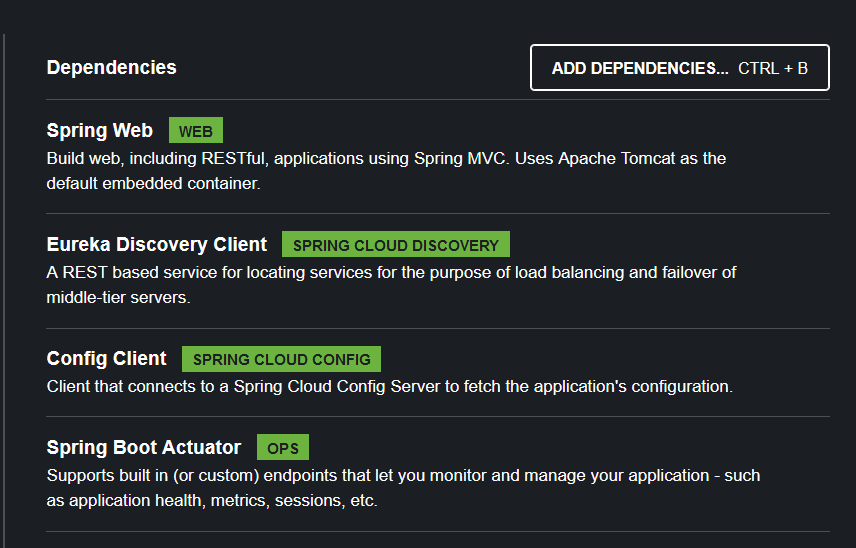 Dependencies
ADD DEPENDENCIES... CTRL + B
Spring Web WEB
Build web, including RESTful, applications using Spring MVC. Uses Apache Tomcat as the
default embedded container.
Eureka Discovery Client SPRING CLOUD DISCOVERY
A REST based service for locating services for the purpose of load balancing and failover of
middle-tier servers.
Config Client SPRING CLOUD CONFIG
Client that connects to a Spring Cloud Config Server to fetch the application's configuration.
Spring Boot Actuator OPS
Supports built in (or custom) endpoints that let you monitor and manage your application - such
as application health, metrics, sessions, etc.